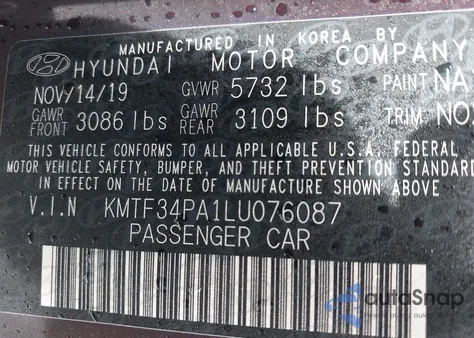 MANUFACTURED IN KOREA BY
HYUNDAI MOTOR COMPANY
NOV/14/19 GVWR 5732 lbs PAINT NA
GAWR FRONT 3086 lbs GAWR REAR 3109 lbs TRIM NO.
THIS VEHICLE CONFORMS TO ALL APPLICABLE U.S.A. FEDERAL
MOTOR VEHICLE SAFETY, BUMPER, AND THEFT PREVENTION STANDARD
IN EFFECT ON THE DATE OF MANUFACTURE SHOWN ABOVE
V.I.N KMTF34PA1LU076087
PASSENGER CAR
autoSnap